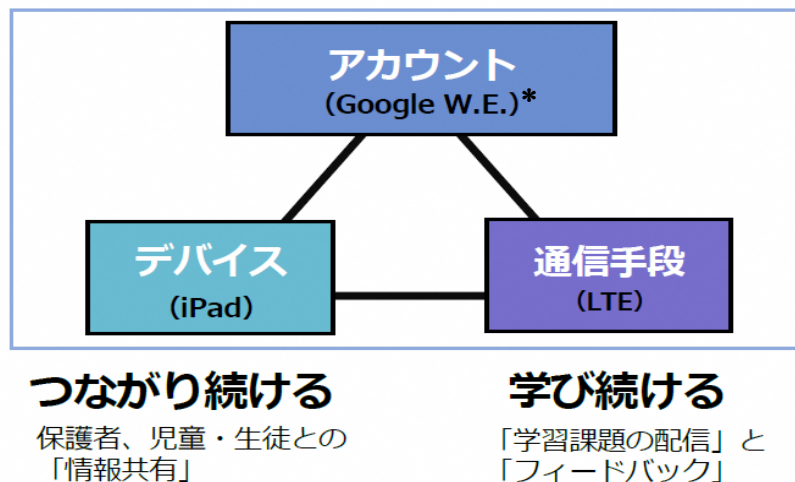 アカウント
(Google W.E.)*
デバイス
(iPad)
通信手段
(LTE)
つながり続ける
保護者、児童・生徒との
「情報共有」
学び続ける
「学習課題の配信」と
「フィードバック」